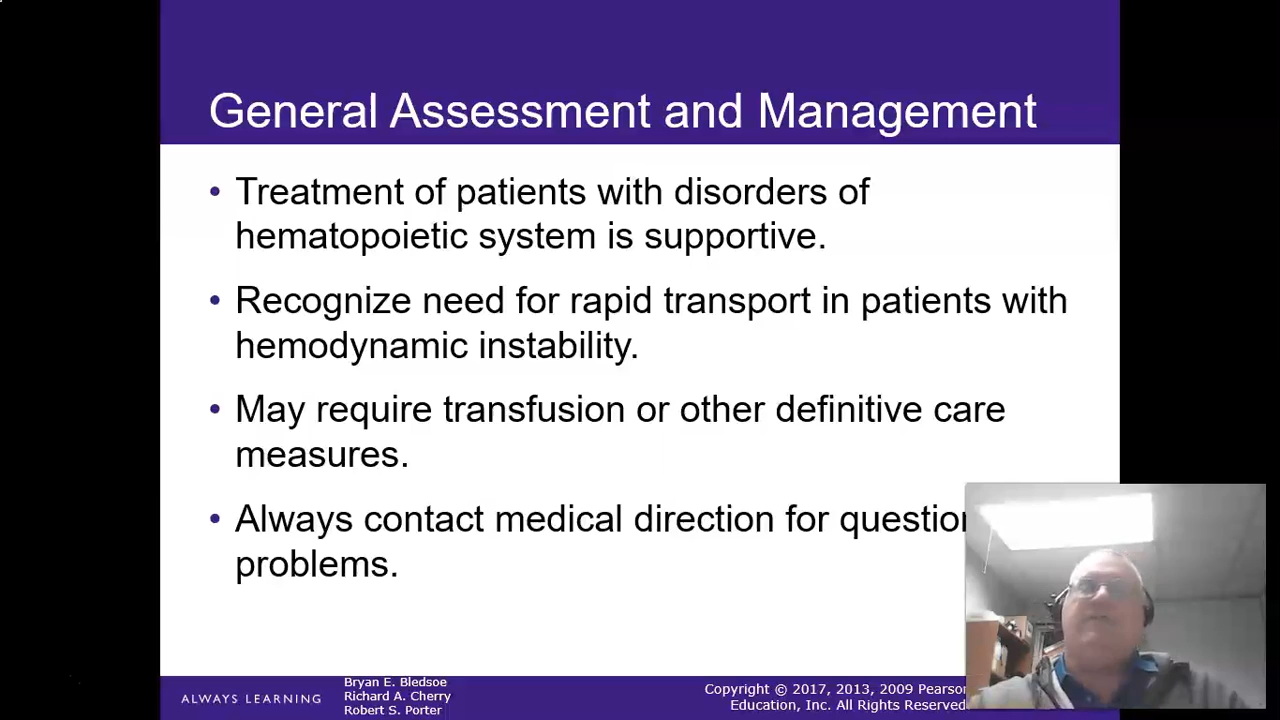 General Assessment and Management
• Treatment of patients with disorders of
hematopoietic system is supportive.
• Recognize need for rapid transport in patients with
hemodynamic instability.
• May require transfusion or other definitive care
measures.
• Always contact medical direction for
problems.
ALWAYS LEARNING
Bryan E. Bledsoe
Richard A. Cherry
Robert S. Porter
Copyright © 2017, 2013, 2009
Education, Inc. All Rights Reserved